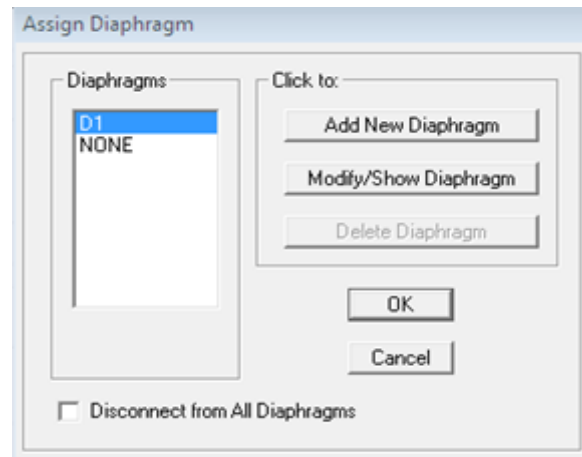 Assign Diaphragm
Diaphragms
D1
NONE
Click to:
Add New Diaphragm
Modify/Show Diaphragm
Delete Diaphragm
OK
Cancel
Disconnect from All Diaphragms